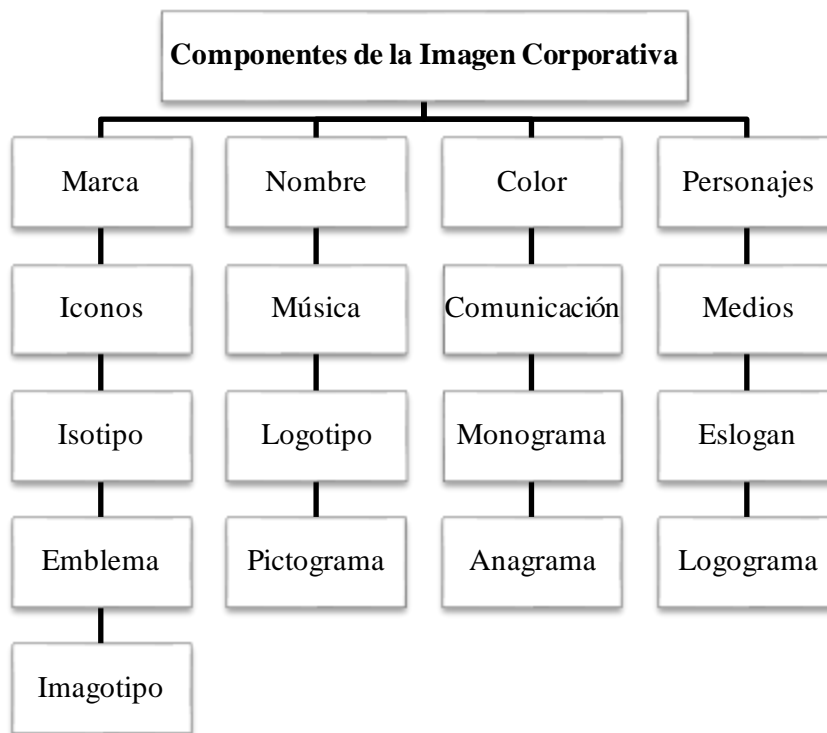 Componentes de la Imagen Corporativa
Marca
Nombre
Color
Personajes
Iconos
Música
Comunicación
Medios
Isotipo
Logotipo
Monograma
Eslogan
Emblema
Pictograma
Anagrama
Logograma
Imagotipo